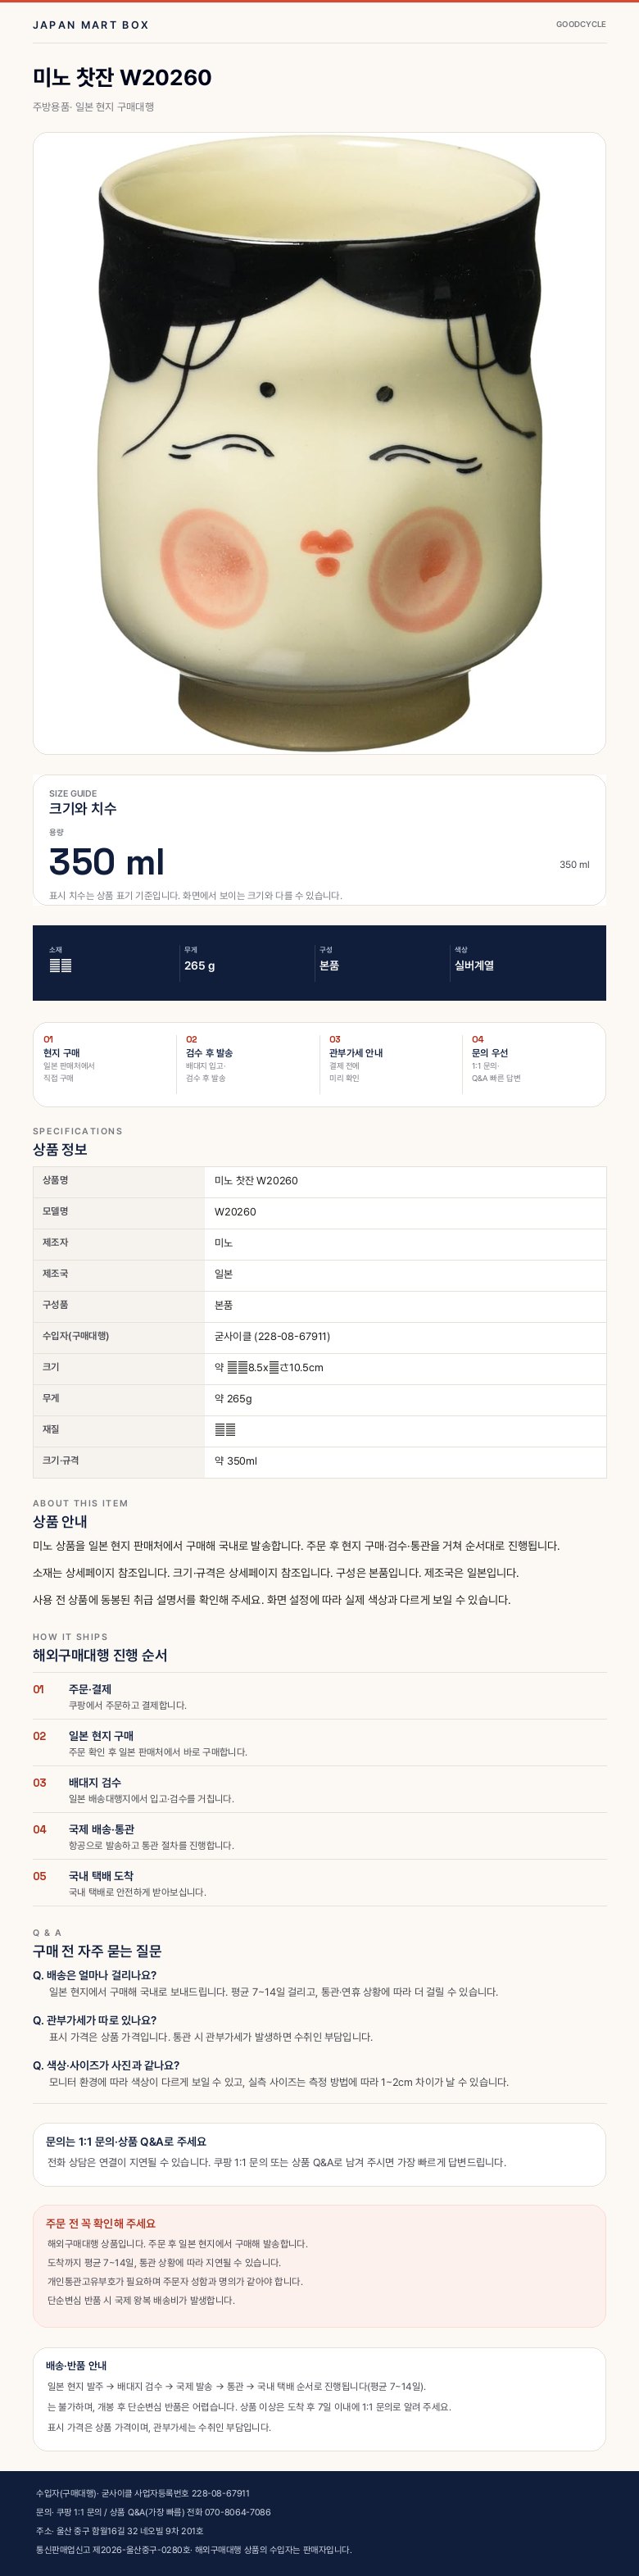 JAPAN MART BOX
GOODCYCLE
미노 찻잔 W20260
주방용품· 일본 현지 구매대행
SIZE GUIDE
크기와 치수
용량
350 ml
350 ml
표시 치수는 상품 표기 기준입니다. 화면에서 보이는 크기와 다를 수 있습니다.
소재
무게
265 g
구성
본품
색상
실버계열
01
현지 구매
일본 판매처에서
직접 구매
02
검수 후 발송
배대지 입고·
검수 후 발송
03
관부가세 안내
결제 전에
미리 확인
04
문의 우선
1:1 문의·
Q&A 빠른 답변
SPECIFICATIONS
상품 정보
상품명 미노 찻잔 W20260
모델명 W20260
제조자 미노
제조국 일본
구성품 본품
수입자(구매대행) 굳사이클 (228-08-67911)
크기 약 8.5x さ10.5cm
무게 약 265g
재질
크기·규격 약 350ml
ABOUT THIS ITEM
상품 안내
미노 상품을 일본 현지 판매처에서 구매해 국내로 발송합니다. 주문 후 현지 구매·검수·통관을 거쳐 순서대로 진행됩니다.
소재는 상세페이지 참조입니다. 크기·규격은 상세페이지 참조입니다. 구성은 본품입니다. 제조국은 일본입니다.
사용 전 상품에 동봉된 취급 설명서를 확인해 주세요. 화면 설정에 따라 실제 색상과 다르게 보일 수 있습니다.
HOW IT SHIPS
해외구매대행 진행 순서
01 주문·결제
쿠팡에서 주문하고 결제합니다.
02 일본 현지 구매
주문 확인 후 일본 판매처에서 바로 구매합니다.
03 배대지 검수
일본 배송대행지에서 입고·검수를 거칩니다.
04 국제 배송·통관
항공으로 발송하고 통관 절차를 진행합니다.
05 국내 택배 도착
국내 택배로 안전하게 받아보십니다.
Q & A
구매 전 자주 묻는 질문
Q. 배송은 얼마나 걸리나요?
일본 현지에서 구매해 국내로 보내드립니다. 평균 7~14일 걸리고, 통관·연휴 상황에 따라 더 걸릴 수 있습니다.
Q. 관부가세가 따로 있나요?
표시 가격은 상품 가격입니다. 통관 시 관부가세가 발생하면 수취인 부담입니다.
Q. 색상·사이즈가 사진과 같나요?
모니터 환경에 따라 색상이 다르게 보일 수 있고, 실측 사이즈는 측정 방법에 따라 1~2cm 차이가 날 수 있습니다.
문의는 1:1 문의·상품 Q&A로 주세요
전화 상담은 연결이 지연될 수 있습니다. 쿠팡 1:1 문의 또는 상품 Q&A로 남겨 주시면 가장 빠르게 답변드립니다.
주문 전 꼭 확인해 주세요
해외구매대행 상품입니다. 주문 후 일본 현지에서 구매해 발송합니다.
도착까지 평균 7~14일, 통관 상황에 따라 지연될 수 있습니다.
개인통관고유부호가 필요하며 주문자 성함과 명의가 같아야 합니다.
단순변심 반품 시 국제 왕복 배송비가 발생합니다.
배송·반품 안내
일본 현지 발주 → 배대지 검수 → 국제 발송 → 통관 → 국내 택배 순서로 진행됩니다(평균 7~14일).
는 불가하며, 개봉 후 단순변심 반품은 어렵습니다. 상품 이상은 도착 후 7일 이내에 1:1 문의로 알려 주세요.
표시 가격은 상품 가격이며, 관부가세는 수취인 부담입니다.
수입자(구매대행)· 굳사이클 사업자등록번호 228-08-67911
문의· 쿠팡 1:1 문의 / 상품 Q&A(가장 빠름) 전화 070-8064-7086
주소· 울산 중구 함월16길 32 네오빌 9차 201호
통신판매업신고 제2026-울산중구-0280호· 해외구매대행 상품의 수입자는 판매자입니다.